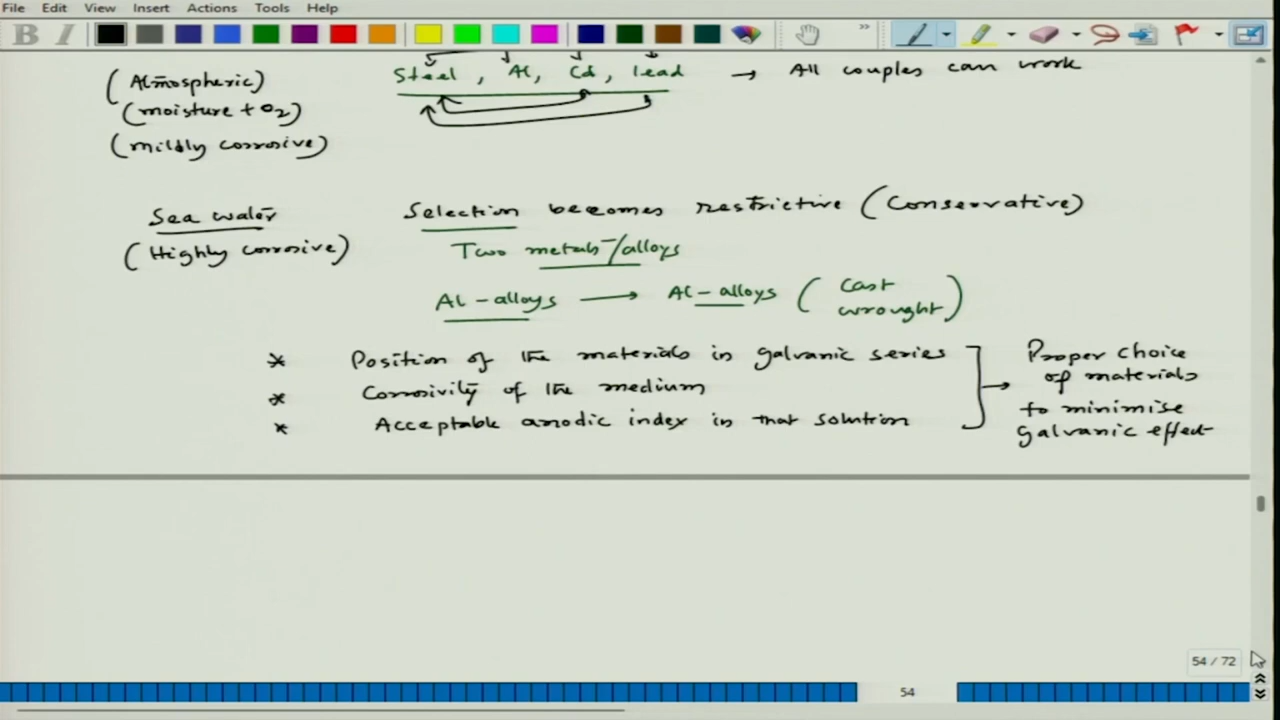 File Edit View Insert Actions Tools Help
B I
(Atmospheric) Steel, Al, Cd, lead → All couples can work
(moisture + O2)
(mildly corrosive)
Sea water Selection becomes restrictive (Conservative)
(Highly corrosive) Two metals/alloys
Al-alloys → Al-alloys (Cast
wrought)
* Position of the materials in galvanic series
* Corrosivity of the medium
* Acceptable anodic index in that solution
Proper choice
of materials
to minimise
galvanic effect
54 / 72
54